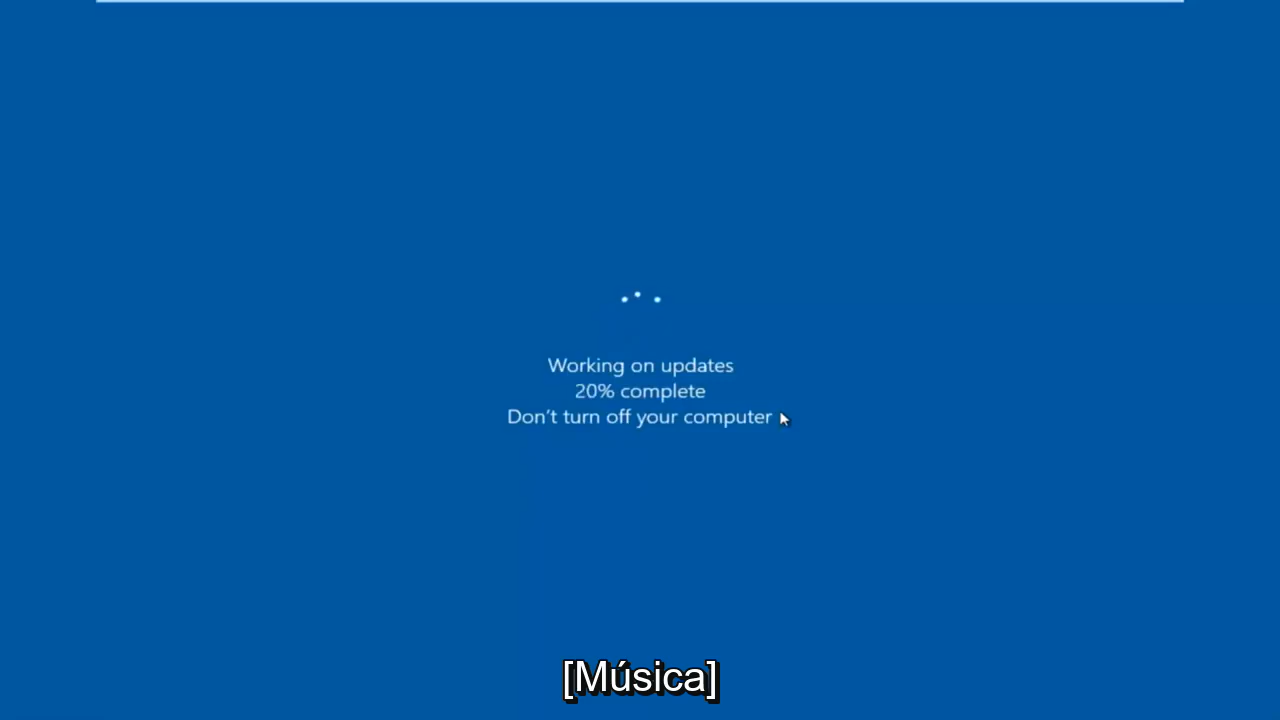 Working on updates
20% complete
Don't turn off your computer
[Música]